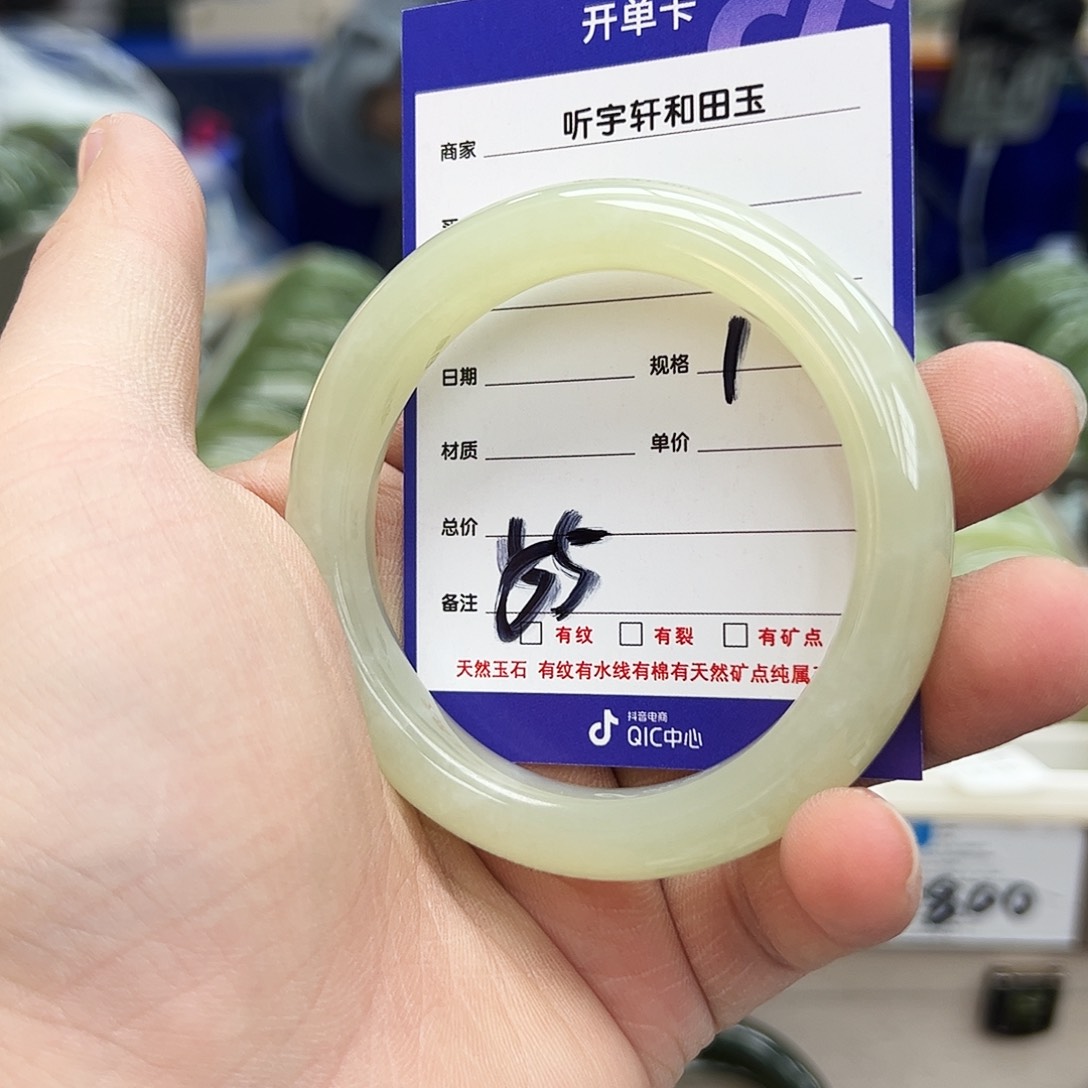 开单卡
听宇轩和田玉
商家
日期
规格 1
材质
单价
总价
65
备注
有纹 有裂 有矿点
天然玉石 有纹有水线有棉有天然矿点纯属
抖音电商
QIC中心
800